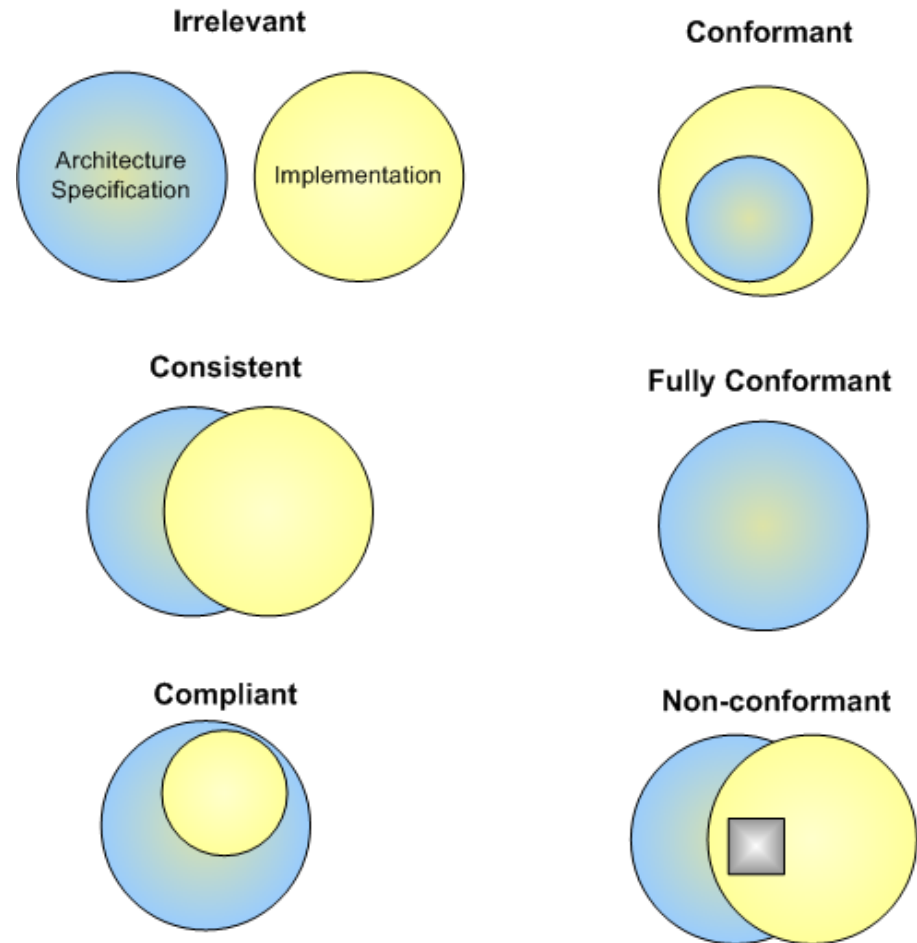 Irrelevant
Conformant
Architecture
Specification
Implementation
Consistent
Fully Conformant
Compliant
Non-conformant